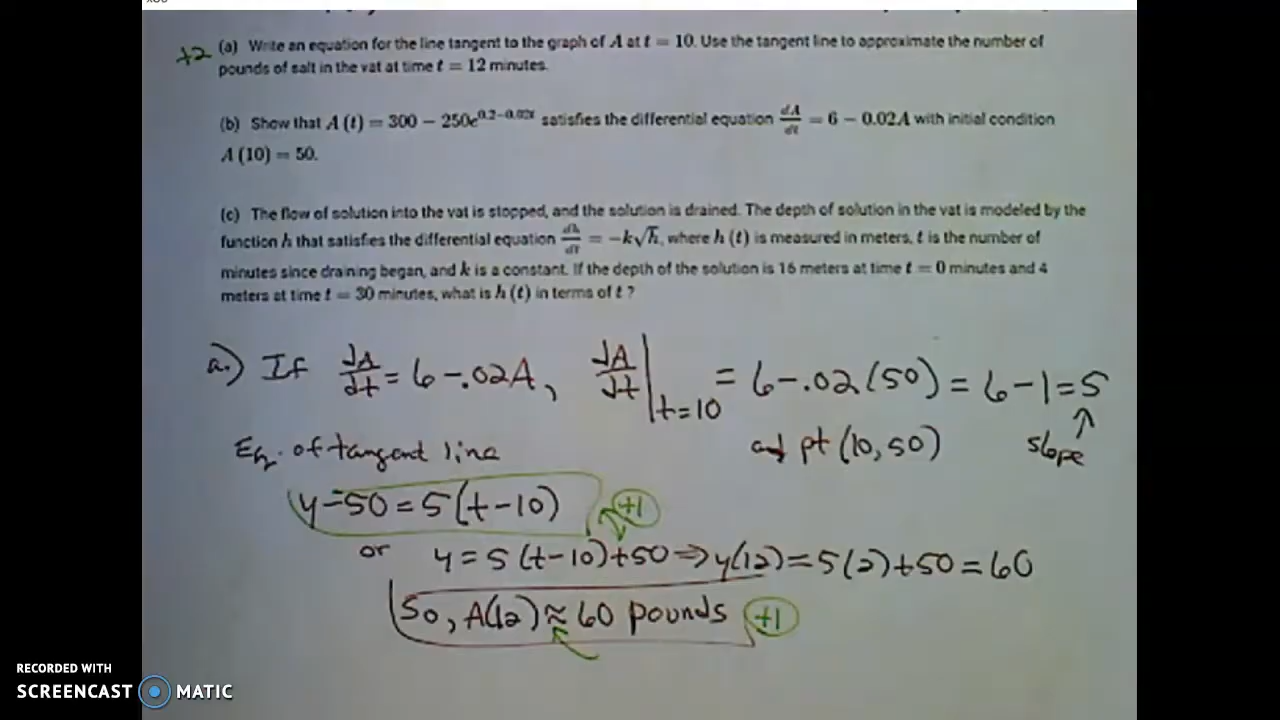 +2 (a) Write an equation for the line tangent to the graph of A at t = 10. Use the tangent line to approximate the number of
pounds of salt in the vat at time t = 12 minutes.
(b) Show that A (t) = 300 − 250e^{0.2−0.02t} satisfies the differential equation dA/dt = 6 − 0.02A with initial condition
A (10) = 50.
(c) The flow of solution into the vat is stopped, and the solution is drained. The depth of solution in the vat is modeled by the
function h that satisfies the differential equation dh/dt = −k√h, where h (t) is measured in meters, t is the number of
minutes since draining began, and k is a constant. If the depth of the solution is 16 meters at time t = 0 minutes and 4
meters at time t = 30 minutes, what is h (t) in terms of t ?
a.) If dA/dt = 6 - .02A, dA/dt |t=10 = 6 - .02(50) = 6 - 1 = 5
and pt (10, 50) slope
Eq. of tangent line
y - 50 = 5(t - 10) +1
or y = 5(t-10)+50 ⇒ y(12) = 5(2)+50 = 60
So, A(12) ≈ 60 pounds +1
RECORDED WITH
SCREENCAST MATIC